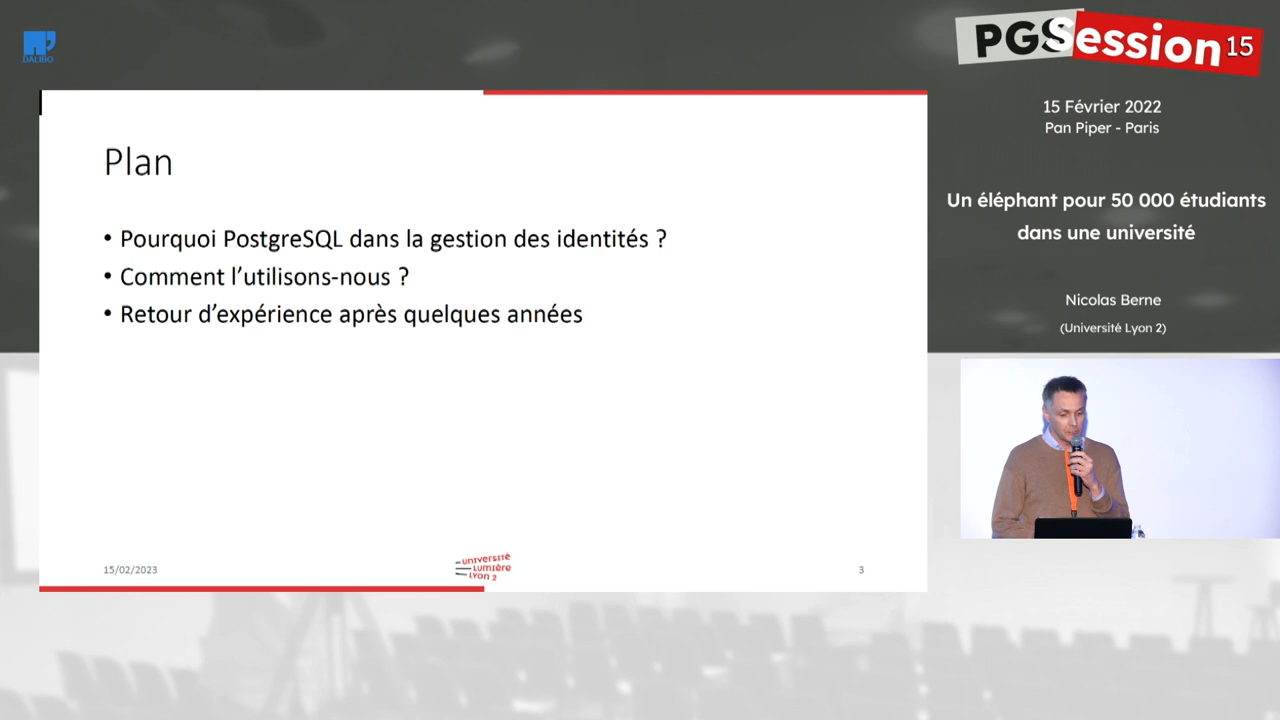 DALIBO
PGSession 15
15 Février 2022
Pan Piper - Paris
Un éléphant pour 50 000 étudiants
dans une université
Nicolas Berne
(Université Lyon 2)
Plan
• Pourquoi PostgreSQL dans la gestion des identités ?
• Comment l’utilisons-nous ?
• Retour d’expérience après quelques années
15/02/2023
université
lumière
lyon 2
3